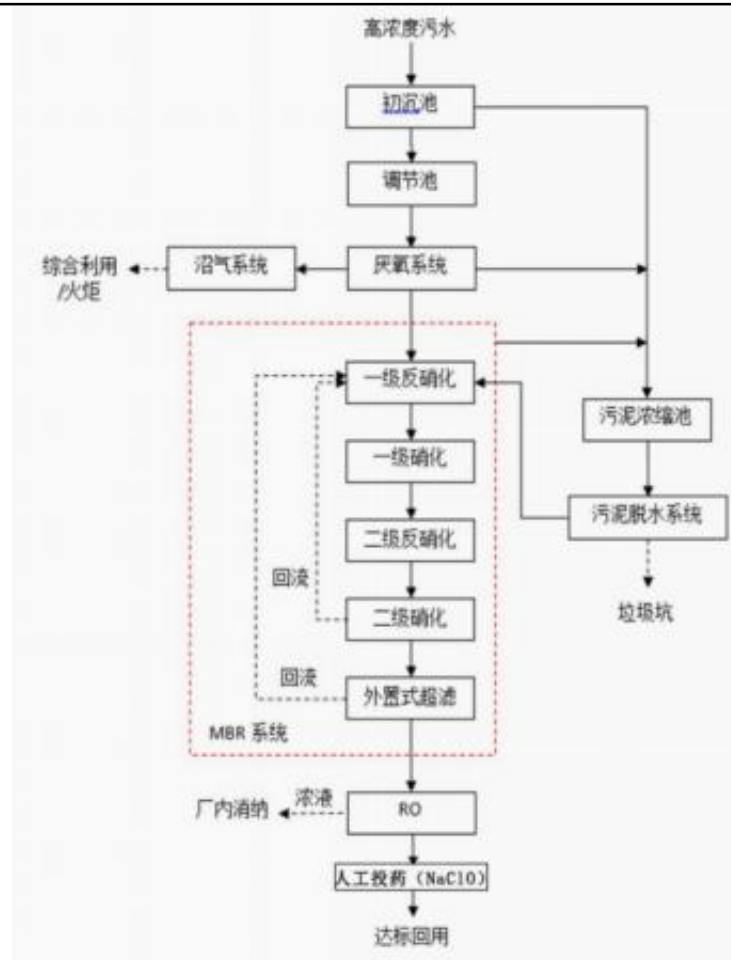 高浓度污水
初沉池
调节池
综合利用
/火炬
沼气系统
厌氧系统
一级反硝化
污泥浓缩池
一级硝化
污泥脱水系统
二级反硝化
回流
二级硝化
垃圾坑
回流
外置式超滤
MBR 系统
厂内消纳
浓液
RO
人工投药（NaClO）
达标回用